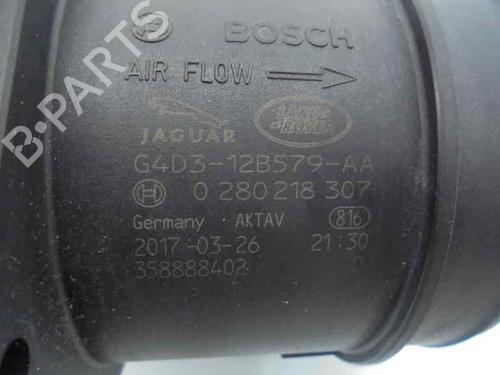 BOSCH
AIR FLOW
JAGUAR
LAND-ROVER
G4D3-12B579-AA
0 280 218 307
Germany AKTAV 816
2017-03-26 21:30
358888402